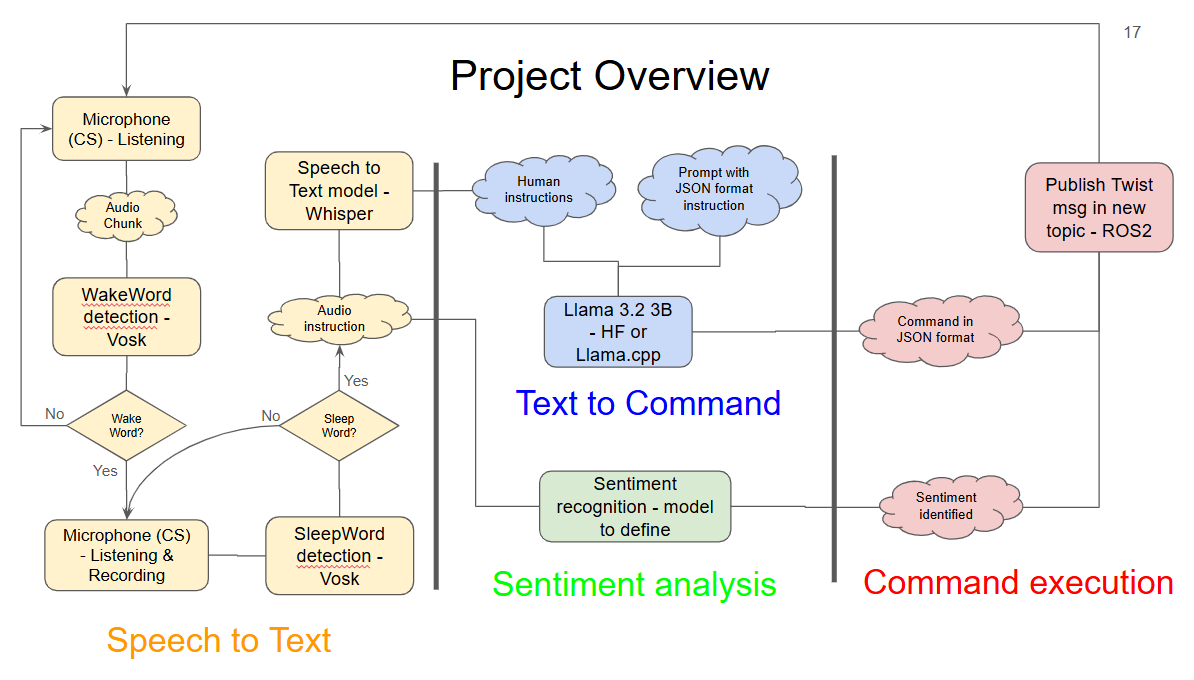 17
Project Overview
Microphone
(CS) - Listening
Audio
Chunk
WakeWord
detection -
Vosk
No
Wake
Word?
Yes
Microphone (CS)
- Listening &
Recording
Speech to
Text model -
Whisper
Audio
instruction
Yes
No
Sleep
Word?
SleepWord
detection -
Vosk
Speech to Text
Human
instructions
Prompt with
JSON format
instruction
Llama 3.2 3B
- HF or
Llama.cpp
Text to Command
Sentiment
recognition - model
to define
Sentiment analysis
Publish Twist
msg in new
topic - ROS2
Command in
JSON format
Sentiment
identified
Command execution